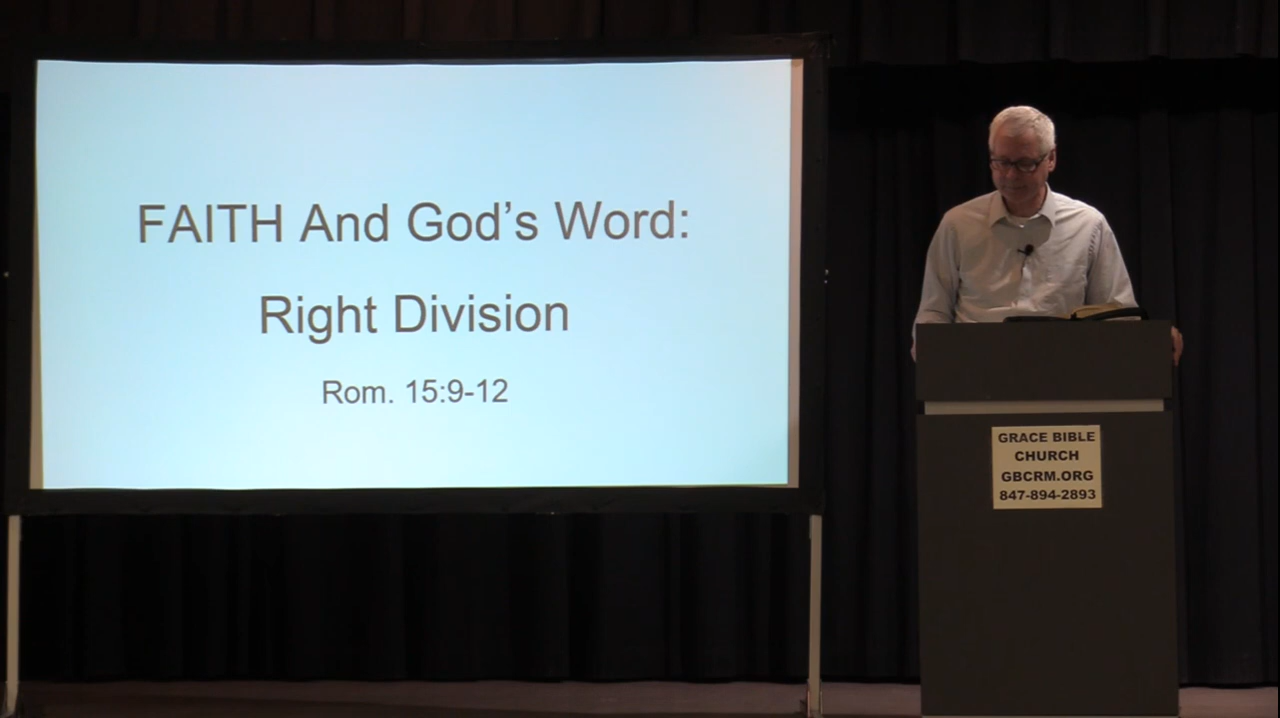 FAITH And God’s Word:
Right Division
Rom. 15:9-12
GRACE BIBLE
CHURCH
GBCRM.ORG
847-894-2893